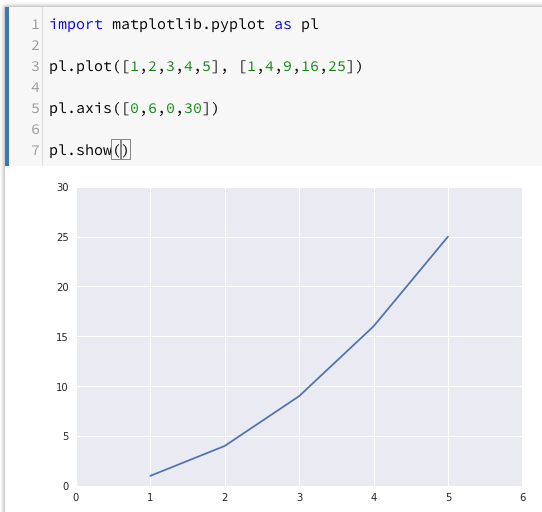 1 import matplotlib.pyplot as pl
2
3 pl.plot([1,2,3,4,5], [1,4,9,16,25])
4
5 pl.axis([0,6,0,30])
6
7 pl.show()
30
25
20
15
10
5
0
0 1 2 3 4 5 6